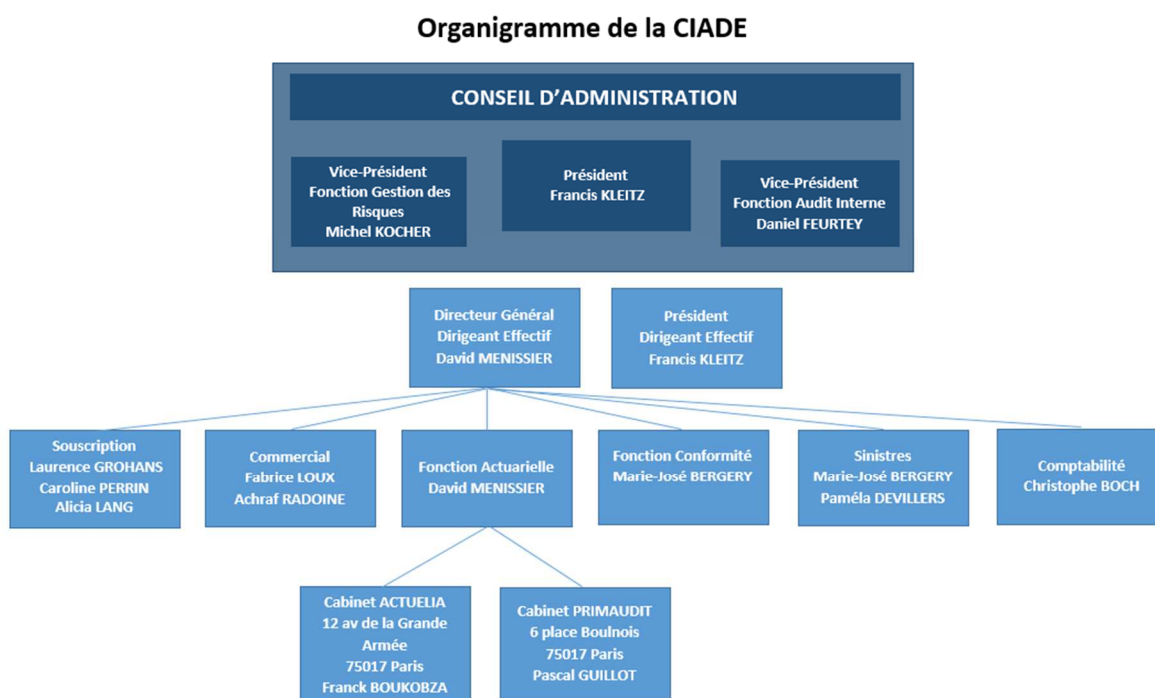 Organigramme de la CIADE
CONSEIL D'ADMINISTRATION
Vice-Président
Fonction Gestion des
Risques
Michel KOCHER
Président
Francis KLEITZ
Vice-Président
Fonction Audit Interne
Daniel FEURTEY
Directeur Général
Dirigeant Effectif
David MENISSIER
Président
Dirigeant Effectif
Francis KLEITZ
Souscription
Laurence GROHANS
Caroline PERRIN
Alicia LANG
Commercial
Fabrice LOUX
Achraf RADOINE
Fonction Actuarielle
David MENISSIER
Fonction Conformité
Marie-José BERGERY
Sinistres
Marie-José BERGERY
Paméla DEVILLERS
Comptabilité
Christophe BOCH
Cabinet ACTUELIA
12 av de la Grande
Armée
75017 Paris
Franck BOUKOBZA
Cabinet PRIMAUDIT
6 place Boulnois
75017 Paris
Pascal GUILLOT